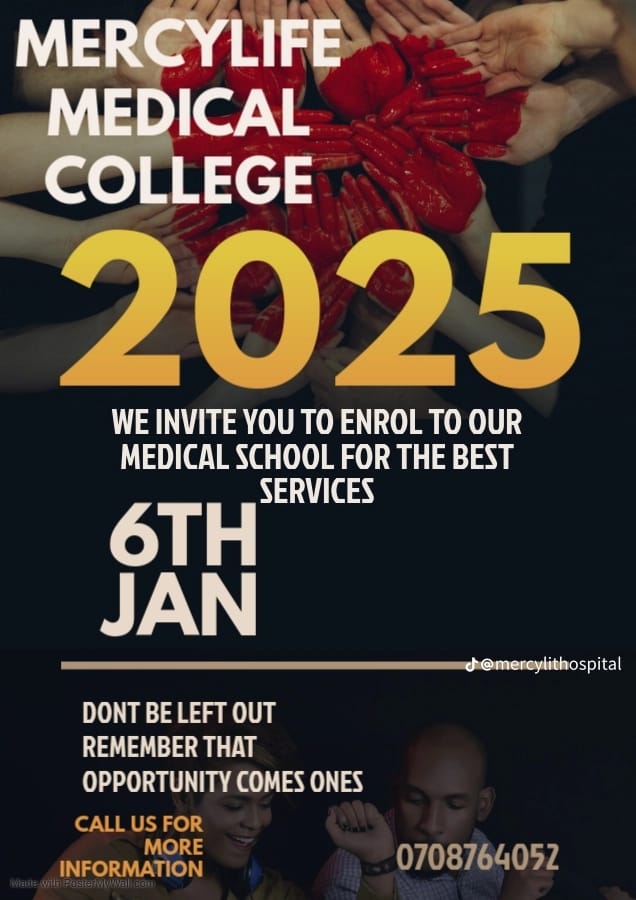 MERCYLIFE
MEDICAL
COLLEGE
2025
WE INVITE YOU TO ENROL TO OUR
MEDICAL SCHOOL FOR THE BEST
SERVICES
6TH
JAN
@mercylithospital
DONT BE LEFT OUT
REMEMBER THAT
OPPORTUNITY COMES ONES
CALL US FOR
MORE
INFORMATION
0708764052
Made with PosterMyWall.com